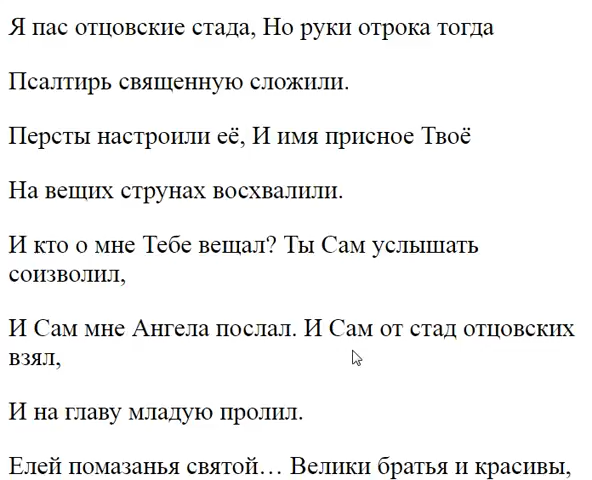 Я пас отцовские стада, Но руки отрока тогда
Псалтирь священную сложили.
Персты настроили её, И имя присное Твоё
На вещих струнах восхвалили.
И кто о мне Тебе вещал? Ты Сам услышать
соизволил,
И Сам мне Ангела послал. И Сам от стад отцовских
взял,
И на главу младую пролил.
Елей помазанья святой… Велики братья и красивы,